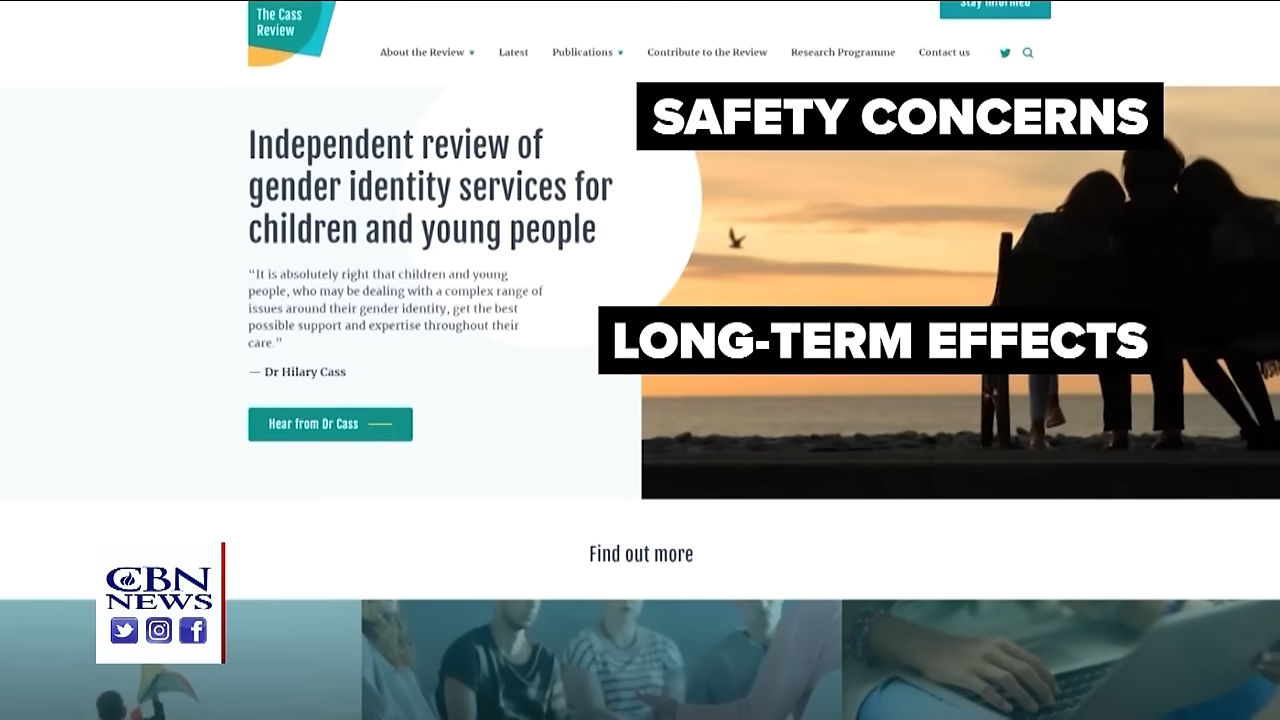 The Cass
Review
Stay informed
About the Review
Latest
Publications
Contribute to the Review
Research Programme
Contact us
SAFETY CONCERNS
Independent review of
gender identity services for
children and young people
“It is absolutely right that children and young
people, who may be dealing with a complex range of
issues around their gender identity, get the best
possible support and expertise throughout their
care.”
— Dr Hilary Cass
LONG-TERM EFFECTS
Hear from Dr Cass
Find out more
CBN
NEWS